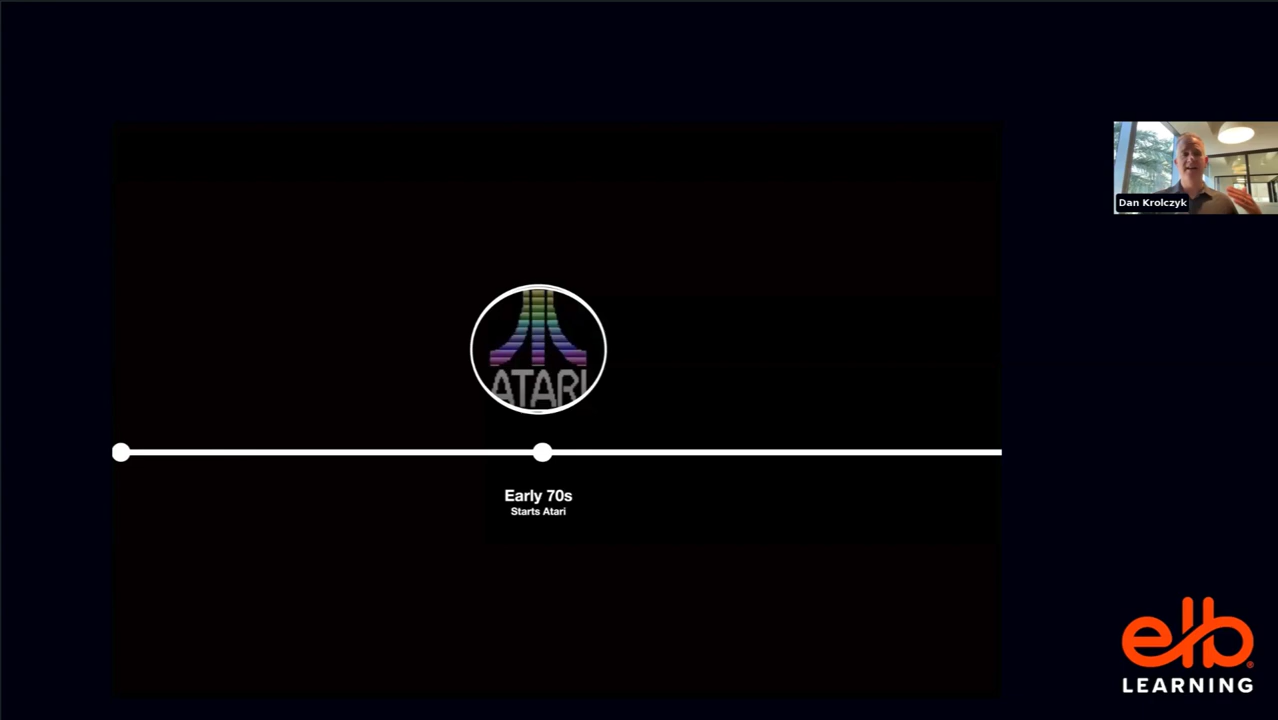 Dan Krolczyk
ATARI
Early 70s
Starts Atari
elb
LEARNING